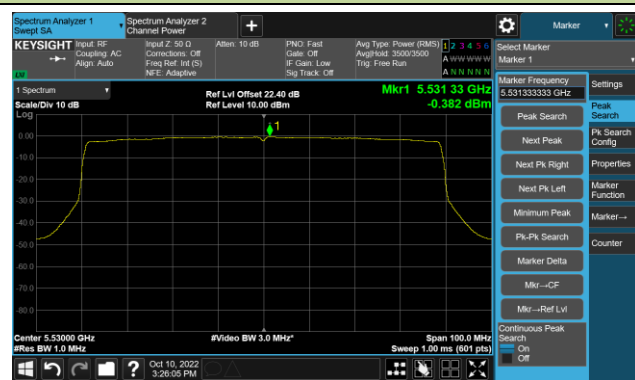 Spectrum Analyzer 1
Swept SA
Spectrum Analyzer 2
Channel Power
+
Marker
KEYSIGHT
Input: RF
Coupling: AC
Align: Auto
Input Z: 50 Ω
Corrections: Off
Freq Ref: Int (S)
NFE: Adaptive
Atten: 10 dB
PNO: Fast
Gate: Off
IF Gain: Low
Sig Track: Off
Avg Type: Power (RMS)
Avg|Hold: 3500/3500
Trig: Free Run
1 2 3 4 5 6
A W W W W W
A N N N N N
LXI
Select Marker
Marker 1
1 Spectrum
Scale/Div 10 dB
Log
Ref Lvl Offset 22.40 dB
Ref Level 10.00 dBm
Mkr1 5.531 33 GHz
-0.382 dBm
1
0.00
-10.0
-20.0
-30.0
-40.0
-50.0
-60.0
-70.0
-80.0
Center 5.53000 GHz
#Res BW 1.0 MHz
#Video BW 3.0 MHz*
Span 100.0 MHz
Sweep 1.00 ms (601 pts)
Marker Frequency
5.531333333 GHz
Peak Search
Next Peak
Next Pk Right
Next Pk Left
Minimum Peak
Pk-Pk Search
Marker Delta
Mkr→CF
Mkr→Ref Lvl
Continuous Peak
Search
On
Off
Settings
Peak
Search
Pk Search
Config
Properties
Marker
Function
Marker→
Counter
?
Oct 10, 2022
3:26:05 PM